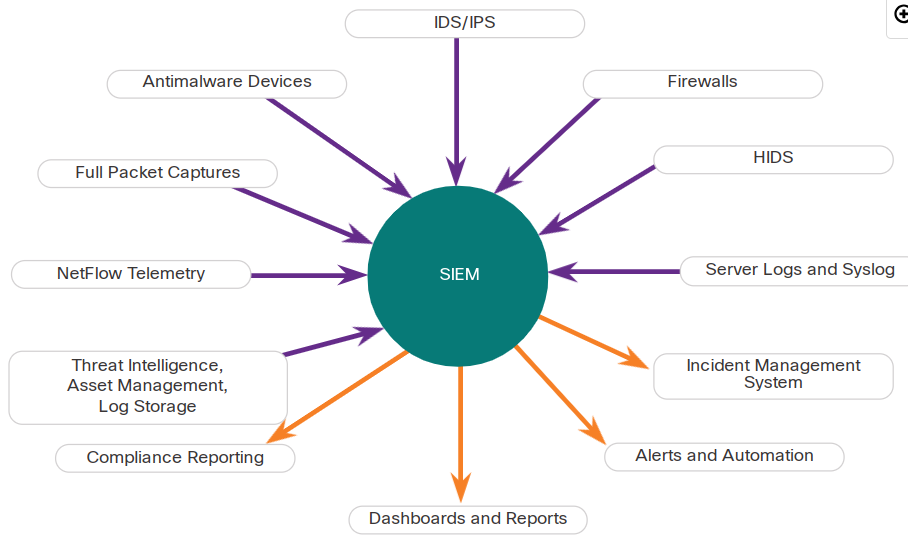 IDS/IPS
Antimalware Devices
Firewalls
HIDS
Full Packet Captures
NetFlow Telemetry
SIEM
Server Logs and Syslog
Threat Intelligence,
Asset Management,
Log Storage
Incident Management
System
Compliance Reporting
Alerts and Automation
Dashboards and Reports